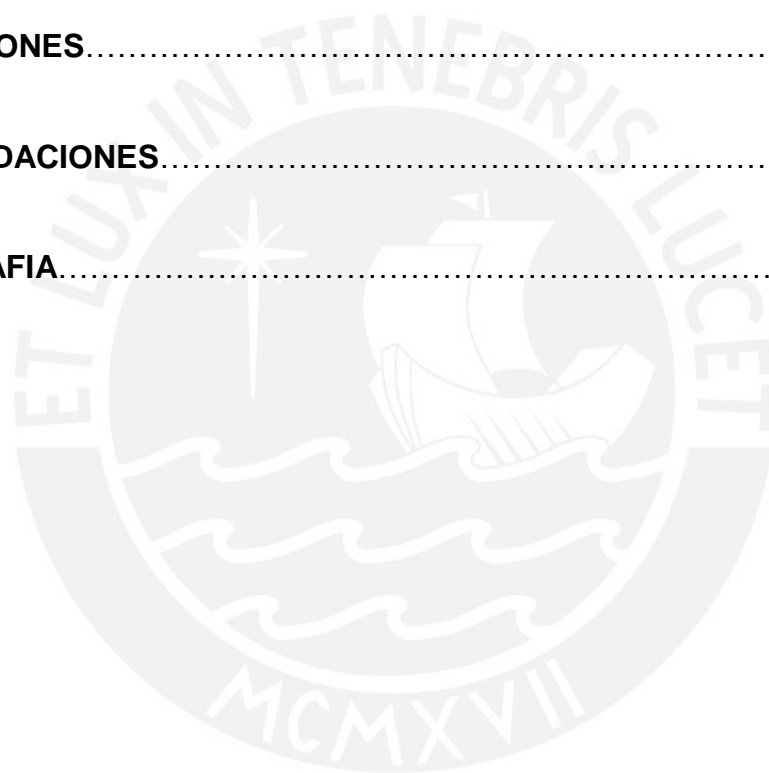 ONES.............................................................
DACIONES......................................................
AFIA................................................................
ET LUX IN TENEBRIS LUCET
MCMXVII